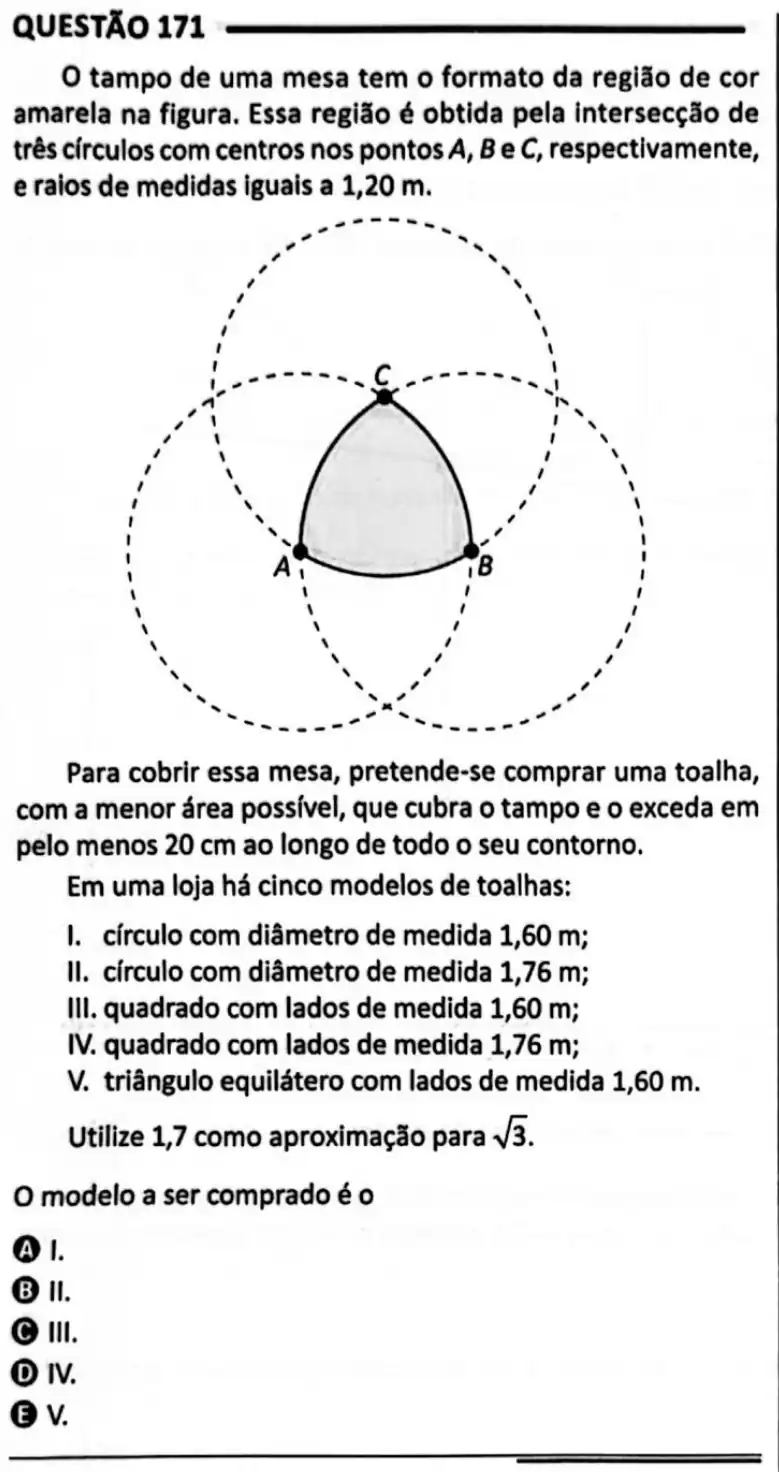 QUESTÃO 171
O tampo de uma mesa tem o formato da região de cor
amarela na figura. Essa região é obtida pela intersecção de
três círculos com centros nos pontos A, B e C, respectivamente,
e raios de medidas iguais a 1,20 m.
C
A
B
Para cobrir essa mesa, pretende-se comprar uma toalha,
com a menor área possível, que cubra o tampo e o exceda em
pelo menos 20 cm ao longo de todo o seu contorno.
Em uma loja há cinco modelos de toalhas:
I. círculo com diâmetro de medida 1,60 m;
II. círculo com diâmetro de medida 1,76 m;
III. quadrado com lados de medida 1,60 m;
IV. quadrado com lados de medida 1,76 m;
V. triângulo equilátero com lados de medida 1,60 m.
Utilize 1,7 como aproximação para √3.
O modelo a ser comprado é o
A I.
B II.
C III.
D IV.
E V.